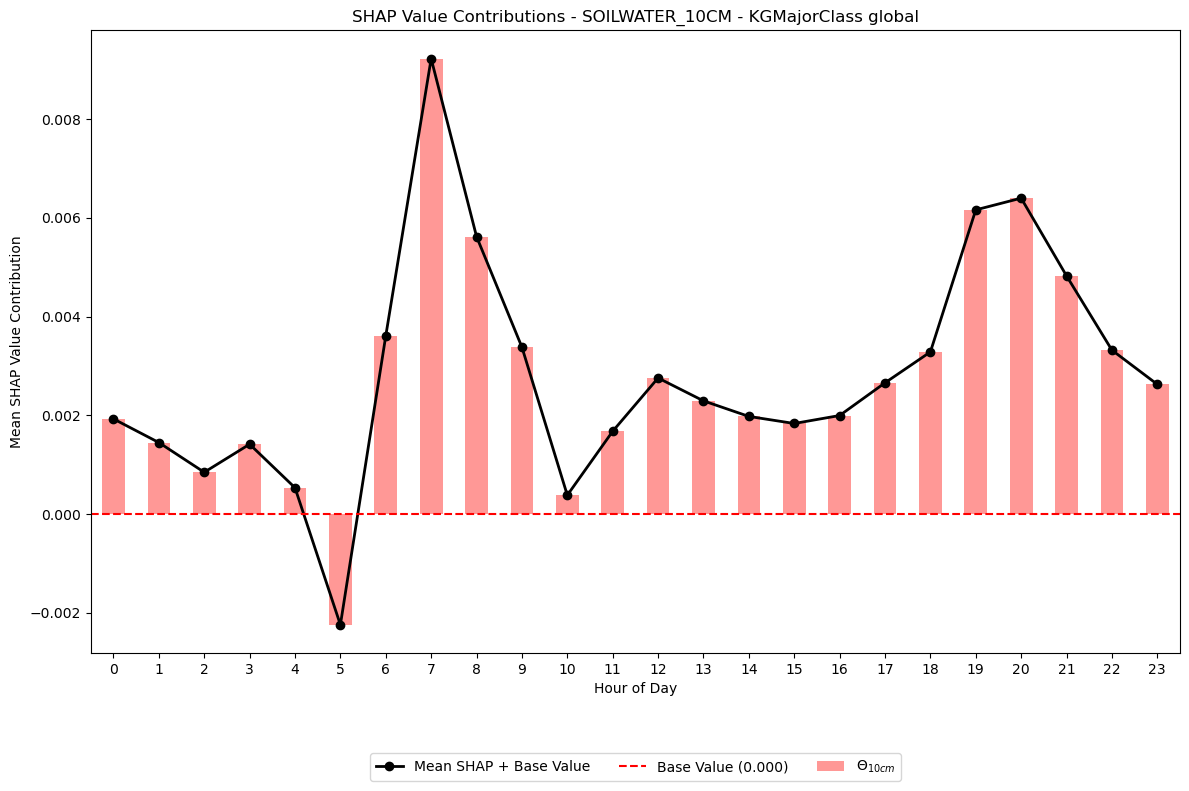 SHAP Value Contributions - SOILWATER_10CM - KGMajorClass global
Mean SHAP Value Contribution
0.008
0.006
0.004
0.002
0.000
−0.002
0 1 2 3 4 5 6 7 8 9 10 11 12 13 14 15 16 17 18 19 20 21 22 23
Hour of Day
Mean SHAP + Base Value Base Value (0.000) Θ10cm